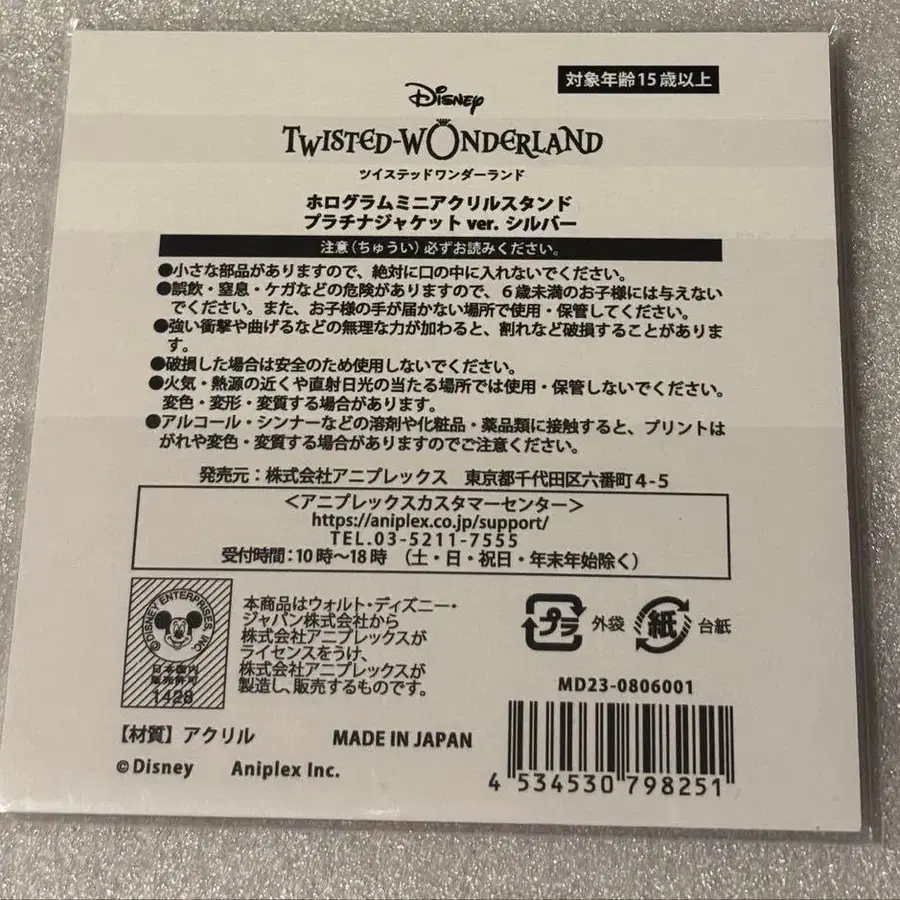 対象年齢15歳以上
Disney
TWISTED-WONDERLAND
ツイステッドワンダーランド
ホログラムミニアクリルスタンド
プラチナジャケット ver. シルバー
注意(ちゅうい)必ずお読みください。
●小さな部品がありますので、絶対に口の中に入れないでください。
●誤飲・窒息・ケガなどの危険がありますので、6歳未満のお子様には与えない
でください。また、お子様の手が届かない場所で使用・保管してください。
●強い衝撃や曲げるなどの無理な力が加わると、割れなど破損することがありま
す。
●破損した場合は安全のため使用しないでください。
●火気・熱源の近くや直射日光の当たる場所では使用・保管しないでください。
変色・変形・変質する場合があります。
●アルコール・シンナーなどの溶剤や化粧品・薬品類に接触すると、プリントは
がれや変色・変質する場合がありますのでご注意ください。
発売元：株式会社アニプレックス 東京都千代田区六番町4-5
<アニプレックスカスタマーセンター>
https://aniplex.co.jp/support/
TEL.03-5211-7555
受付時間：10時～18時 (土・日・祝日・年末年始除く)
©DISNEY ENTERPRISES, INC.
日本国内
販売許可
1428
本商品はウォルト・ディズニー・
ジャパン株式会社から
株式会社アニプレックスが
ライセンスをうけ、
株式会社アニプレックスが
製造し、販売するものです。
プラ 外袋 紙 台紙
MD23-0806001
【材質】アクリル MADE IN JAPAN
©Disney Aniplex Inc.
4 534530 798251